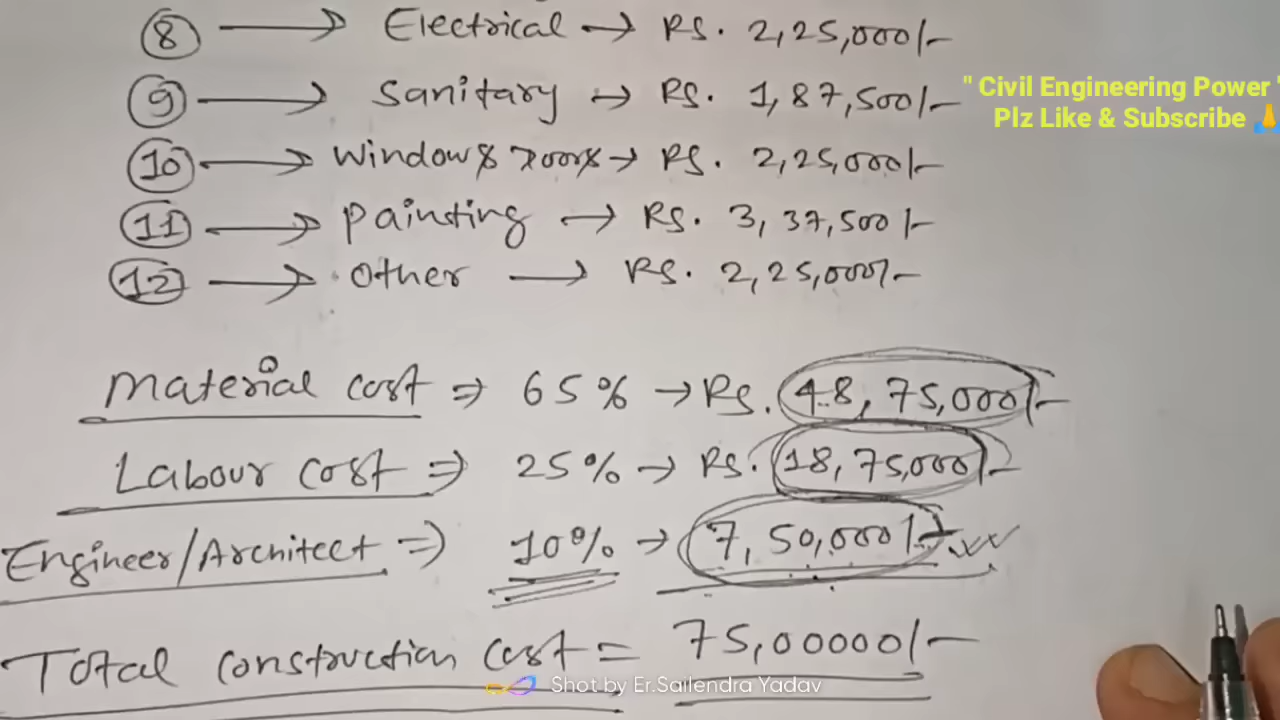 ⑧ → Electrical → Rs. 2,25,000/-
⑨ → Sanitary → Rs. 1,87,500/-
" Civil Engineering Power "
Plz Like & Subscribe 🙏
⑩ → Window & Doors → Rs. 2,25,000/-
⑪ → Painting → Rs. 3,37,500/-
⑫ → Other → Rs. 2,25,000/-
Material cost ⇒ 65% → Rs. 48,75,000/-
Labour cost ⇒ 25% → Rs. 18,75,000/-
Engineer/Architect ⇒ 10% → 7,50,000/-
Total construction cost = 75,00000/-
Shot by Er.Sailendra Yadav